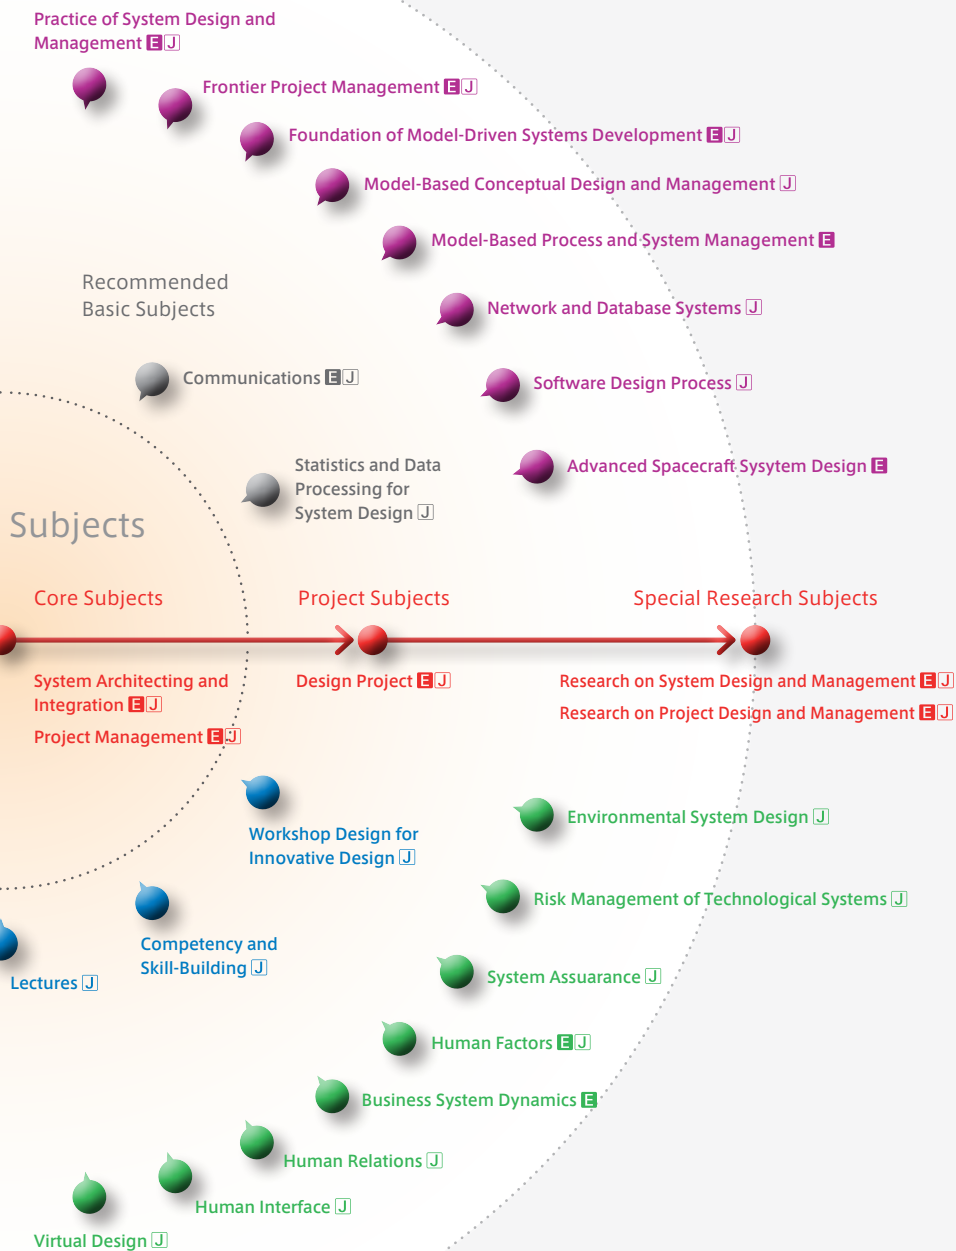 Practice of System Design and
Management E J
Frontier Project Management E J
Foundation of Model-Driven Systems Development E J
Model-Based Conceptual Design and Management J
Model-Based Process and System Management E
Recommended
Basic Subjects
Network and Database Systems J
Communications E J
Software Design Process J
Statistics and Data
Processing for
System Design J
Advanced Spacecraft Sysytem Design E
Subjects
Core Subjects
Project Subjects
Special Research Subjects
System Architecting and
Integration E J
Project Management E J
Design Project E J
Research on System Design and Management E J
Research on Project Design and Management E J
Workshop Design for
Innovative Design J
Environmental System Design J
Risk Management of Technological Systems J
Competency and
Skill-Building J
Lectures J
System Assuarance J
Human Factors E J
Business System Dynamics E
Human Relations J
Human Interface J
Virtual Design J